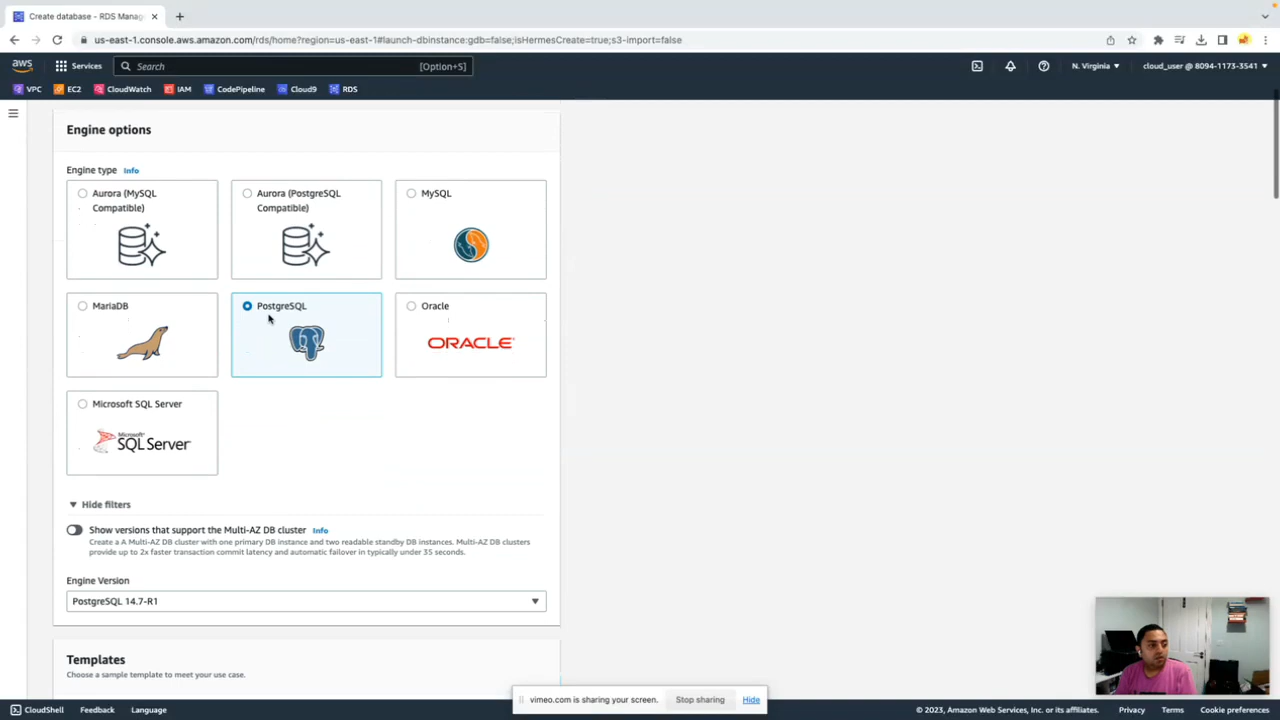 Create database - RDS Manag
us-east-1.console.aws.amazon.com/rds/home?region=us-east-1#launch-dbinstance:gdb=false;isHermesCreate=true;s3-import=false
aws Services Search [Option+S] N. Virginia cloud_user @ 8094-1173-3541
VPC EC2 CloudWatch IAM CodePipeline Cloud9 RDS
Engine options
Engine type Info
Aurora (MySQL
Compatible)
Aurora (PostgreSQL
Compatible)
MySQL
MariaDB
PostgreSQL
Oracle
ORACLE
Microsoft SQL Server
Microsoft
SQL Server
Hide filters
Show versions that support the Multi-AZ DB cluster Info
Create a A Multi-AZ DB cluster with one primary DB instance and two readable standby DB instances. Multi-AZ DB clusters
provide up to 2x faster transaction commit latency and automatic failover in typically under 35 seconds.
Engine Version
PostgreSQL 14.7-R1
Templates
Choose a sample template to meet your use case.
vimeo.com is sharing your screen. Stop sharing Hide
CloudShell Feedback Language © 2023, Amazon Web Services, Inc. or its affiliates. Privacy Terms Cookie preferences